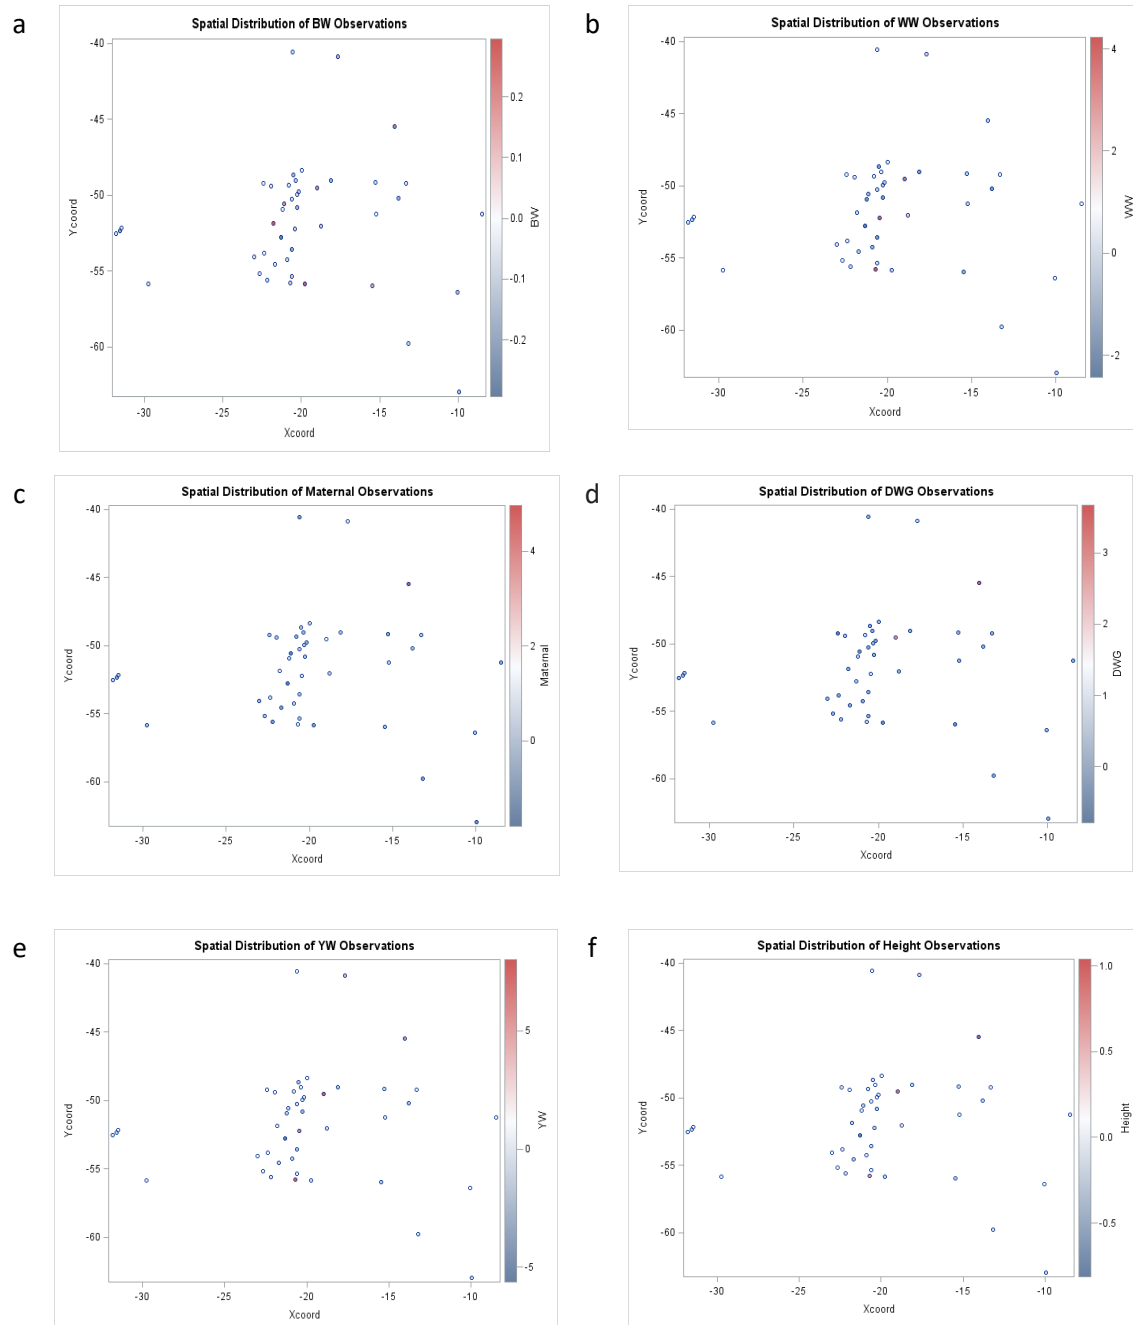 a
Spatial Distribution of BW Observations
-40
-45
-50
-55
-60
Ycoord
-30
-25
-20
-15
-10
Xcoord
0.2
0.1
0.0
-0.1
-0.2
BW
b
Spatial Distribution of WW Observations
-40
-45
-50
-55
-60
Ycoord
-30
-25
-20
-15
-10
Xcoord
4
2
0
-2
WW
c
Spatial Distribution of Maternal Observations
-40
-45
-50
-55
-60
Ycoord
-30
-25
-20
-15
-10
Xcoord
4
2
0
Maternal
d
Spatial Distribution of DWG Observations
-40
-45
-50
-55
-60
Ycoord
-30
-25
-20
-15
-10
Xcoord
3
2
1
0
DWG
e
Spatial Distribution of YW Observations
-40
-45
-50
-55
-60
Ycoord
-30
-25
-20
-15
-10
Xcoord
5
0
-5
YW
f
Spatial Distribution of Height Observations
-40
-45
-50
-55
-60
Ycoord
-30
-25
-20
-15
-10
Xcoord
1.0
0.5
0.0
-0.5
Height